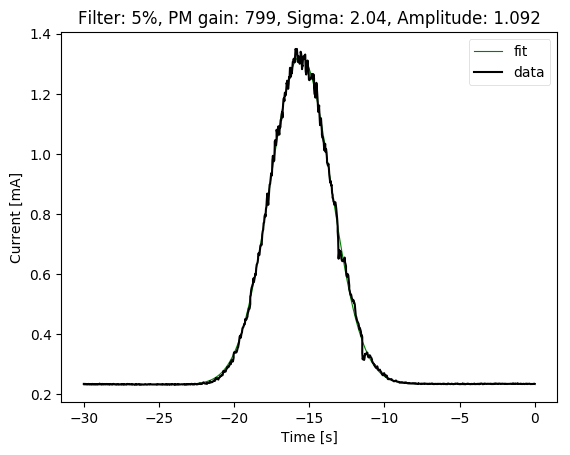 Filter: 5%, PM gain: 799, Sigma: 2.04, Amplitude: 1.092
fit
data
1.4
1.2
1.0
0.8
0.6
0.4
0.2
Current [mA]
−30
−25
−20
−15
−10
−5
0
Time [s]